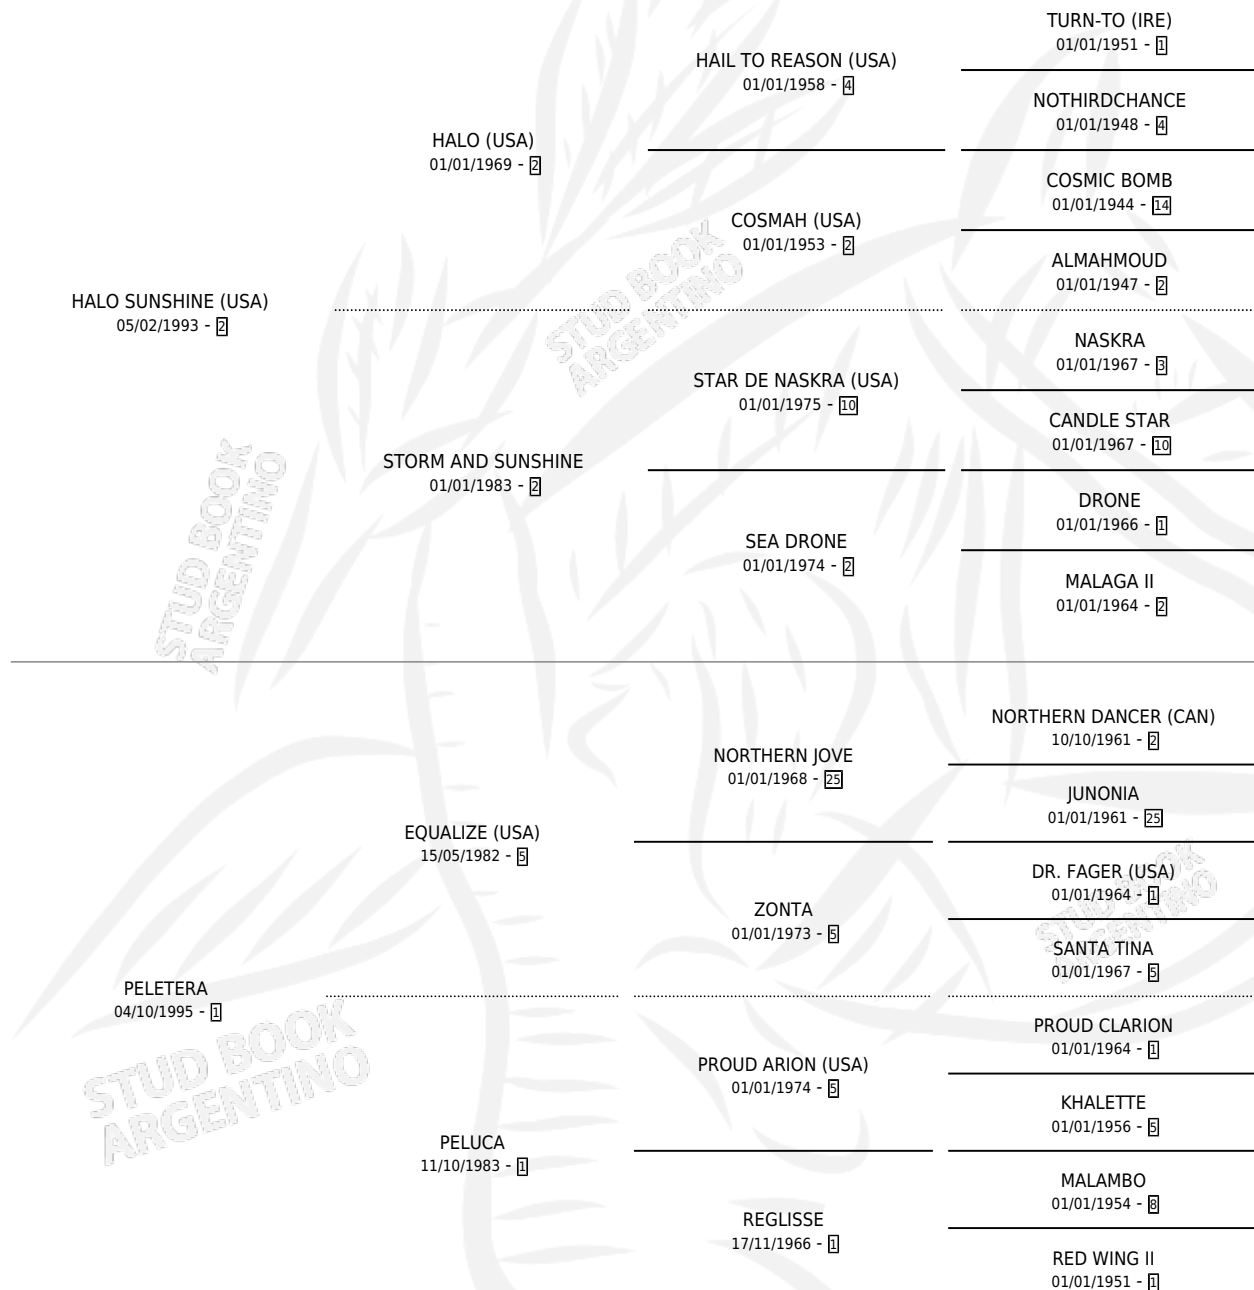 TURN-TO (IRE)
01/01/1951 - 1
HAIL TO REASON (USA)
01/01/1958 - 4
NOTHIRDCHANCE
01/01/1948 - 4
HALO (USA)
01/01/1969 - 2
COSMIC BOMB
01/01/1944 - 14
COSMAH (USA)
01/01/1953 - 2
ALMAHMOUD
01/01/1947 - 2
HALO SUNSHINE (USA)
05/02/1993 - 2
NASKRA
01/01/1967 - 3
STAR DE NASKRA (USA)
01/01/1975 - 10
CANDLE STAR
01/01/1967 - 10
STORM AND SUNSHINE
01/01/1983 - 2
DRONE
01/01/1966 - 1
SEA DRONE
01/01/1974 - 2
MALAGA II
01/01/1964 - 2
NORTHERN DANCER (CAN)
10/10/1961 - 2
NORTHERN JOVE
01/01/1968 - 25
JUNONIA
01/01/1961 - 25
EQUALIZE (USA)
15/05/1982 - 5
DR. FAGER (USA)
01/01/1964 - 1
ZONTA
01/01/1973 - 5
SANTA TINA
01/01/1967 - 5
PELETERA
04/10/1995 - 1
PROUD CLARION
01/01/1964 - 1
PROUD ARION (USA)
01/01/1974 - 5
KHALETTE
01/01/1956 - 5
PELUCA
11/10/1983 - 1
MALAMBO
01/01/1954 - 8
REGLISSE
17/11/1966 - 1
RED WING II
01/01/1951 - 1
STUD BOOK
ARGENTINO
STUD BOOK
ARGENTINO
STUD BOOK
ARGENTINO
STUD BOOK
ARGENTINO